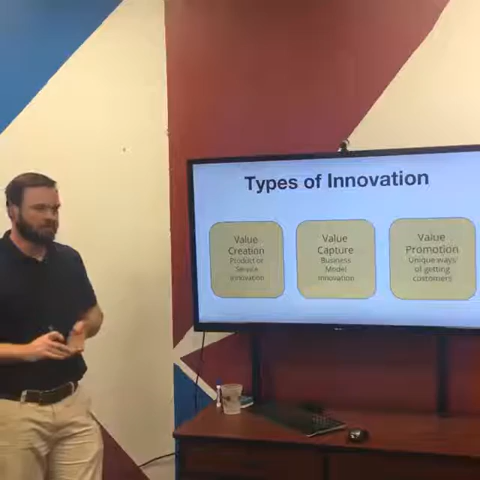 Types of Innovation
Value
Creation
Product or
Service
Innovation
Value
Capture
Business
Model
Innovation
Value
Promotion
Unique ways
of getting
customers